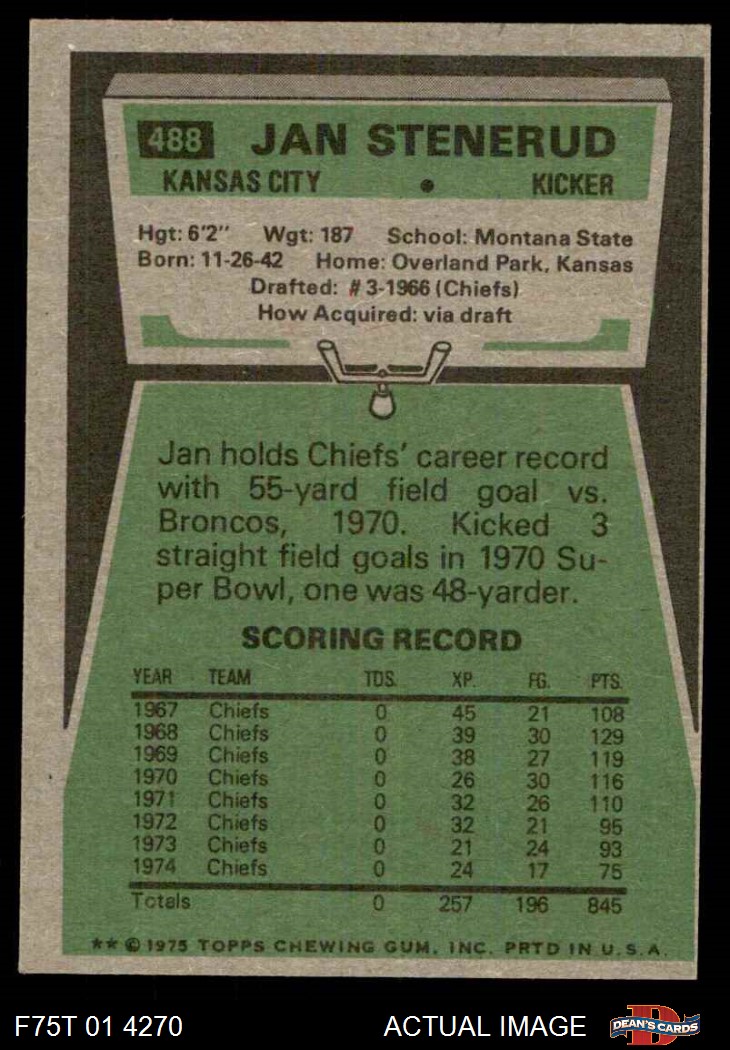 488 JAN STENERUD
KANSAS CITY • KICKER
Hgt: 6'2" Wgt: 187 School: Montana State
Born: 11-26-42 Home: Overland Park, Kansas
Drafted: #3-1966 (Chiefs)
How Acquired: via draft
Jan holds Chiefs' career record
with 55-yard field goal vs.
Broncos, 1970. Kicked 3
straight field goals in 1970 Su-
per Bowl, one was 48-yarder.
SCORING RECORD
YEAR TEAM TDS. XP. FG. PTS.
1967 Chiefs 0 45 21 108
1968 Chiefs 0 39 30 129
1969 Chiefs 0 38 27 119
1970 Chiefs 0 26 30 116
1971 Chiefs 0 32 26 110
1972 Chiefs 0 32 21 95
1973 Chiefs 0 21 24 93
1974 Chiefs 0 24 17 75
Totals 0 257 196 845
** © 1975 TOPPS CHEWING GUM, INC. PRTD IN U.S.A.
F75T 01 4270 ACTUAL IMAGE D DEAN'S CARDS